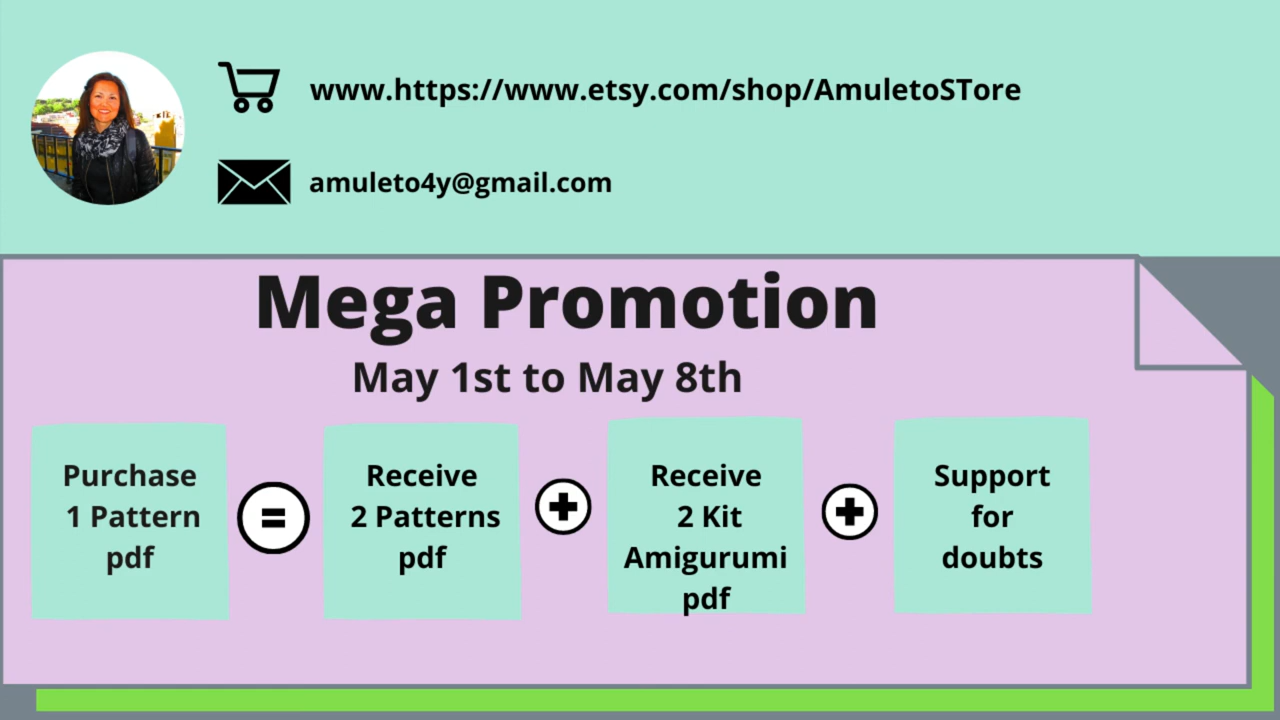 www.https://www.etsy.com/shop/AmuletoSTore
amuleto4y@gmail.com
Mega Promotion
May 1st to May 8th
Purchase
1 Pattern
pdf
=
Receive
2 Patterns
pdf
+
Receive
2 Kit
Amigurumi
pdf
+
Support
for
doubts